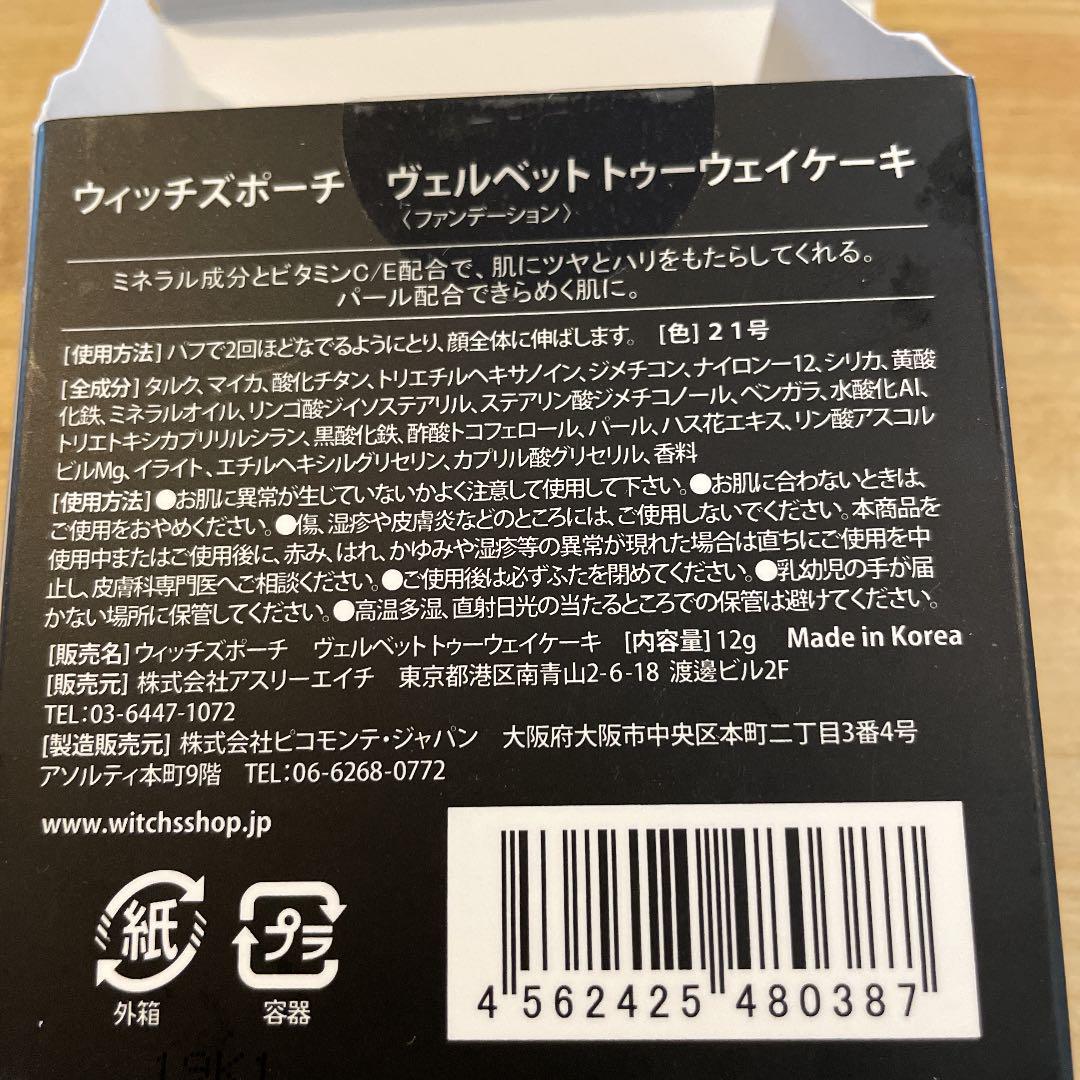 ウィッチズポーチ　ヴェルベット トゥーウェイケーキ
〈ファンデーション〉
ミネラル成分とビタミンC/E配合で、肌にツヤとハリをもたらしてくれる。
パール配合できらめく肌に。
[使用方法] パフで2回ほどなでるようにとり、顔全体に伸ばします。 [色] 21号
[全成分] タルク、マイカ、酸化チタン、トリエチルヘキサノイン、ジメチコン、ナイロンー12、シリカ、黄酸
化鉄、ミネラルオイル、リンゴ酸ジイソステアリル、ステアリン酸ジメチコノール、ベンガラ、水酸化Al、
トリエトキシカプリリルシラン、黒酸化鉄、酢酸トコフェロール、パール、ハス花エキス、リン酸アスコル
ビルMg、イライト、エチルヘキシルグリセリン、カプリル酸グリセリル、香料
[使用方法] ●お肌に異常が生じていないかよく注意して使用して下さい。●お肌に合わないときは、
ご使用をおやめください。●傷、湿疹や皮膚炎などのところには、ご使用しないでください。本商品を
使用中またはご使用後に、赤み、はれ、かゆみや湿疹等の異常が現れた場合は直ちにご使用を中
止し、皮膚科専門医へご相談ください。●ご使用後は必ずふたを閉めてください。●乳幼児の手が届
かない場所に保管してください。●高温多湿、直射日光の当たるところでの保管は避けてください。
[販売名] ウィッチズポーチ　ヴェルベット トゥーウェイケーキ　[内容量] 12g　Made in Korea
[販売元] 株式会社アスリーエイチ　東京都港区南青山2-6-18 渡邊ビル2F
TEL:03-6447-1072
[製造販売元] 株式会社ピコモンテ・ジャパン　大阪府大阪市中央区本町二丁目3番4号
アソルティ本町9階　TEL:06-6268-0772
www.witchsshop.jp
紙
外箱
プラ
容器
4 562425 480387